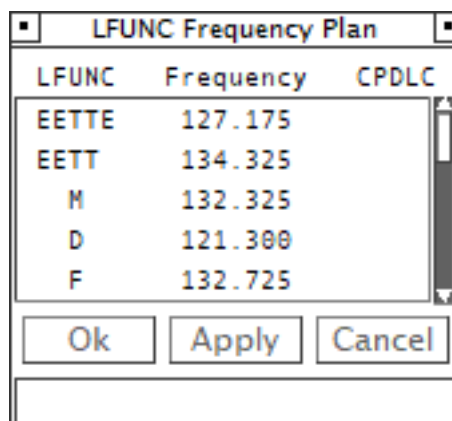 LFUNC Frequency Plan
LFUNC Frequency CPDLC
EETTE 127.175
EETT 134.325
M 132.325
D 121.300
F 132.725
Ok Apply Cancel